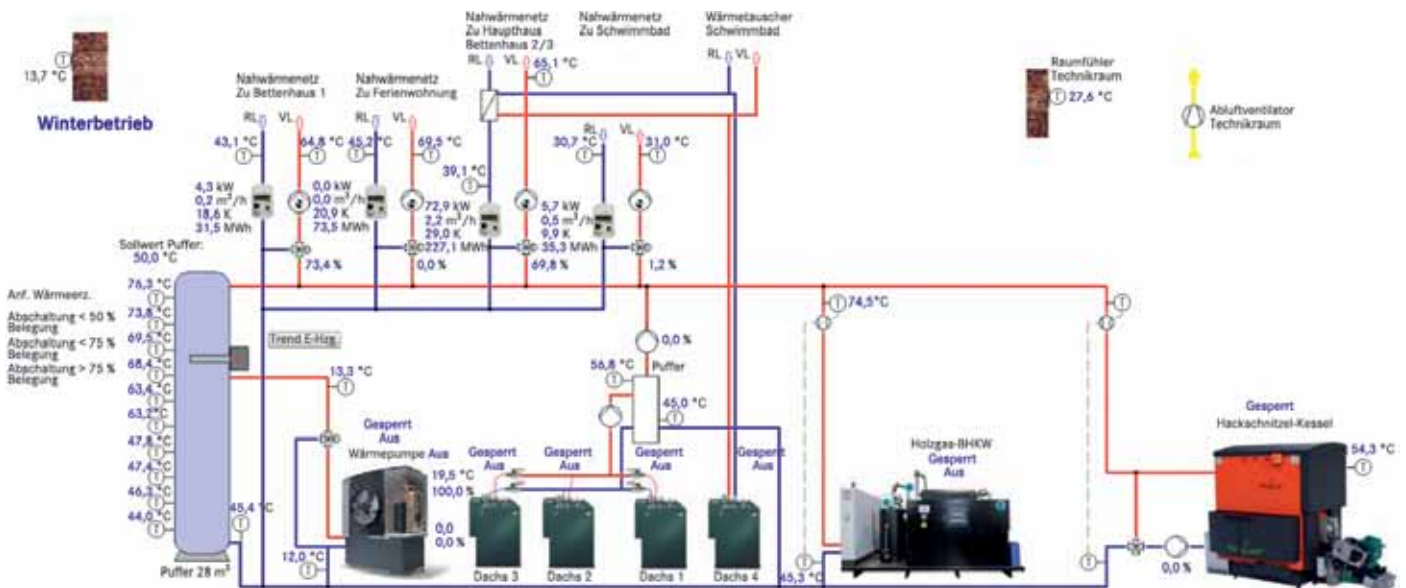 13,7 °C
Winterbetrieb
Nahwärmenetz
Zu Bettenhaus 1
RL
VL
43,1 °C
64,8 °C
4,3 kW
0,2 m³/h
18,6 K
31,5 MWh
73,4 %
Nahwärmenetz
Zu Ferienwohnung
RL
VL
45,2 °C
69,5 °C
0,0 kW
0,0 m³/h
20,9 K
73,5 MWh
0,0 %
Nahwärmenetz
Zu Haupthaus
Bettenhaus 2/3
RL
VL
65,1 °C
39,1 °C
72,9 kW
2,2 m³/h
29,0 K
227,1 MWh
69,8 %
Nahwärmenetz
Zu Schwimmbad
RL
VL
30,7 °C
31,0 °C
5,7 kW
0,5 m³/h
9,9 K
35,3 MWh
1,2 %
Wärmetauscher
Schwimmbad
RL
VL
Raumfühler
Technikraum
27,6 °C
Abluftventilator
Technikraum
Sollwert Puffer:
50,0 °C
Anf. Wärmeerz.
Abschaltung < 50 %
Belegung
Abschaltung < 75 %
Belegung
Abschaltung > 75 %
Belegung
76,3 °C
73,8 °C
69,5 °C
68,4 °C
63,4 °C
63,2 °C
47,8 °C
47,4 °C
46,3 °C
44,0 °C
45,4 °C
Puffer 28 m³
Trend E-Hzg.
13,3 °C
Gesperrt
Aus
Wärmepumpe Aus
19,5 °C
100,0 %
0,0
0,0 %
12,0 °C
0,0 %
Puffer
56,8 °C
45,0 °C
Gesperrt
Aus
Dachs 3
Gesperrt
Aus
Dachs 2
Gesperrt
Aus
Dachs 1
Gesperrt
Aus
Dachs 4
74,5 °C
Holzgas-BHKW
Gesperrt
Aus
45,3 °C
Gesperrt
Hackschnitzel-Kessel
54,3 °C
0,0 %